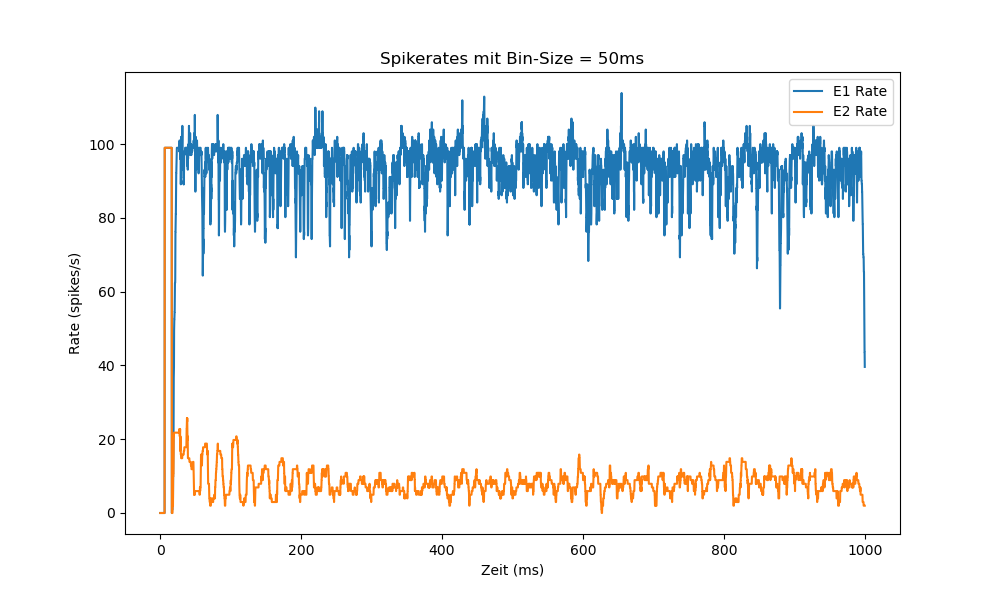 Spikerates mit Bin-Size = 50ms
E1 Rate
E2 Rate
100
80
60
40
20
0
Rate (spikes/s)
0 200 400 600 800 1000
Zeit (ms)